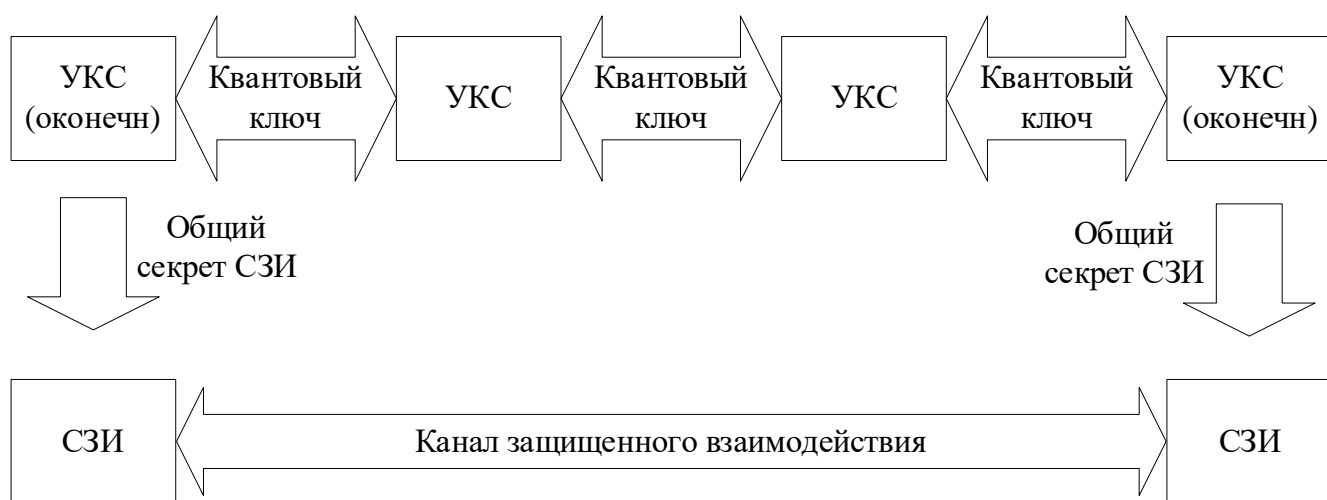 УКС
(оконечн)
Квантовый
ключ
УКС
Квантовый
ключ
УКС
Квантовый
ключ
УКС
(оконечн)
Общий
секрет СЗИ
Общий
секрет СЗИ
СЗИ
Канал защищенного взаимодействия
СЗИ